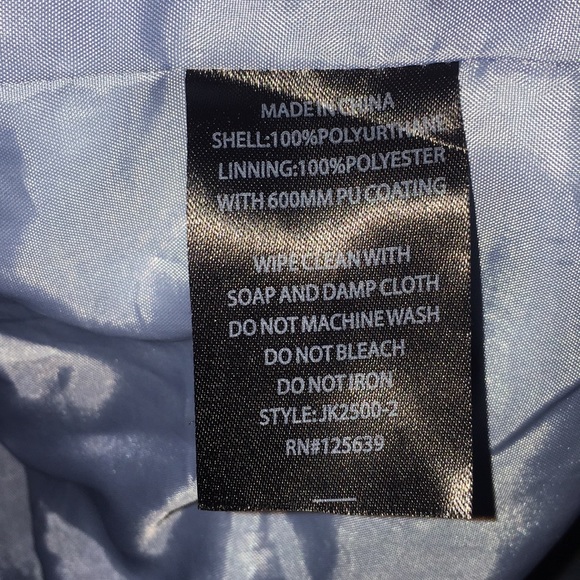 MADE IN CHINA
SHELL:100%POLYURTHANE
LINNING:100%POLYESTER
WITH 600MM PU COATING
WIPE CLEAN WITH
SOAP AND DAMP CLOTH
DO NOT MACHINE WASH
DO NOT BLEACH
DO NOT IRON
STYLE:JK2500-2
RN#125639